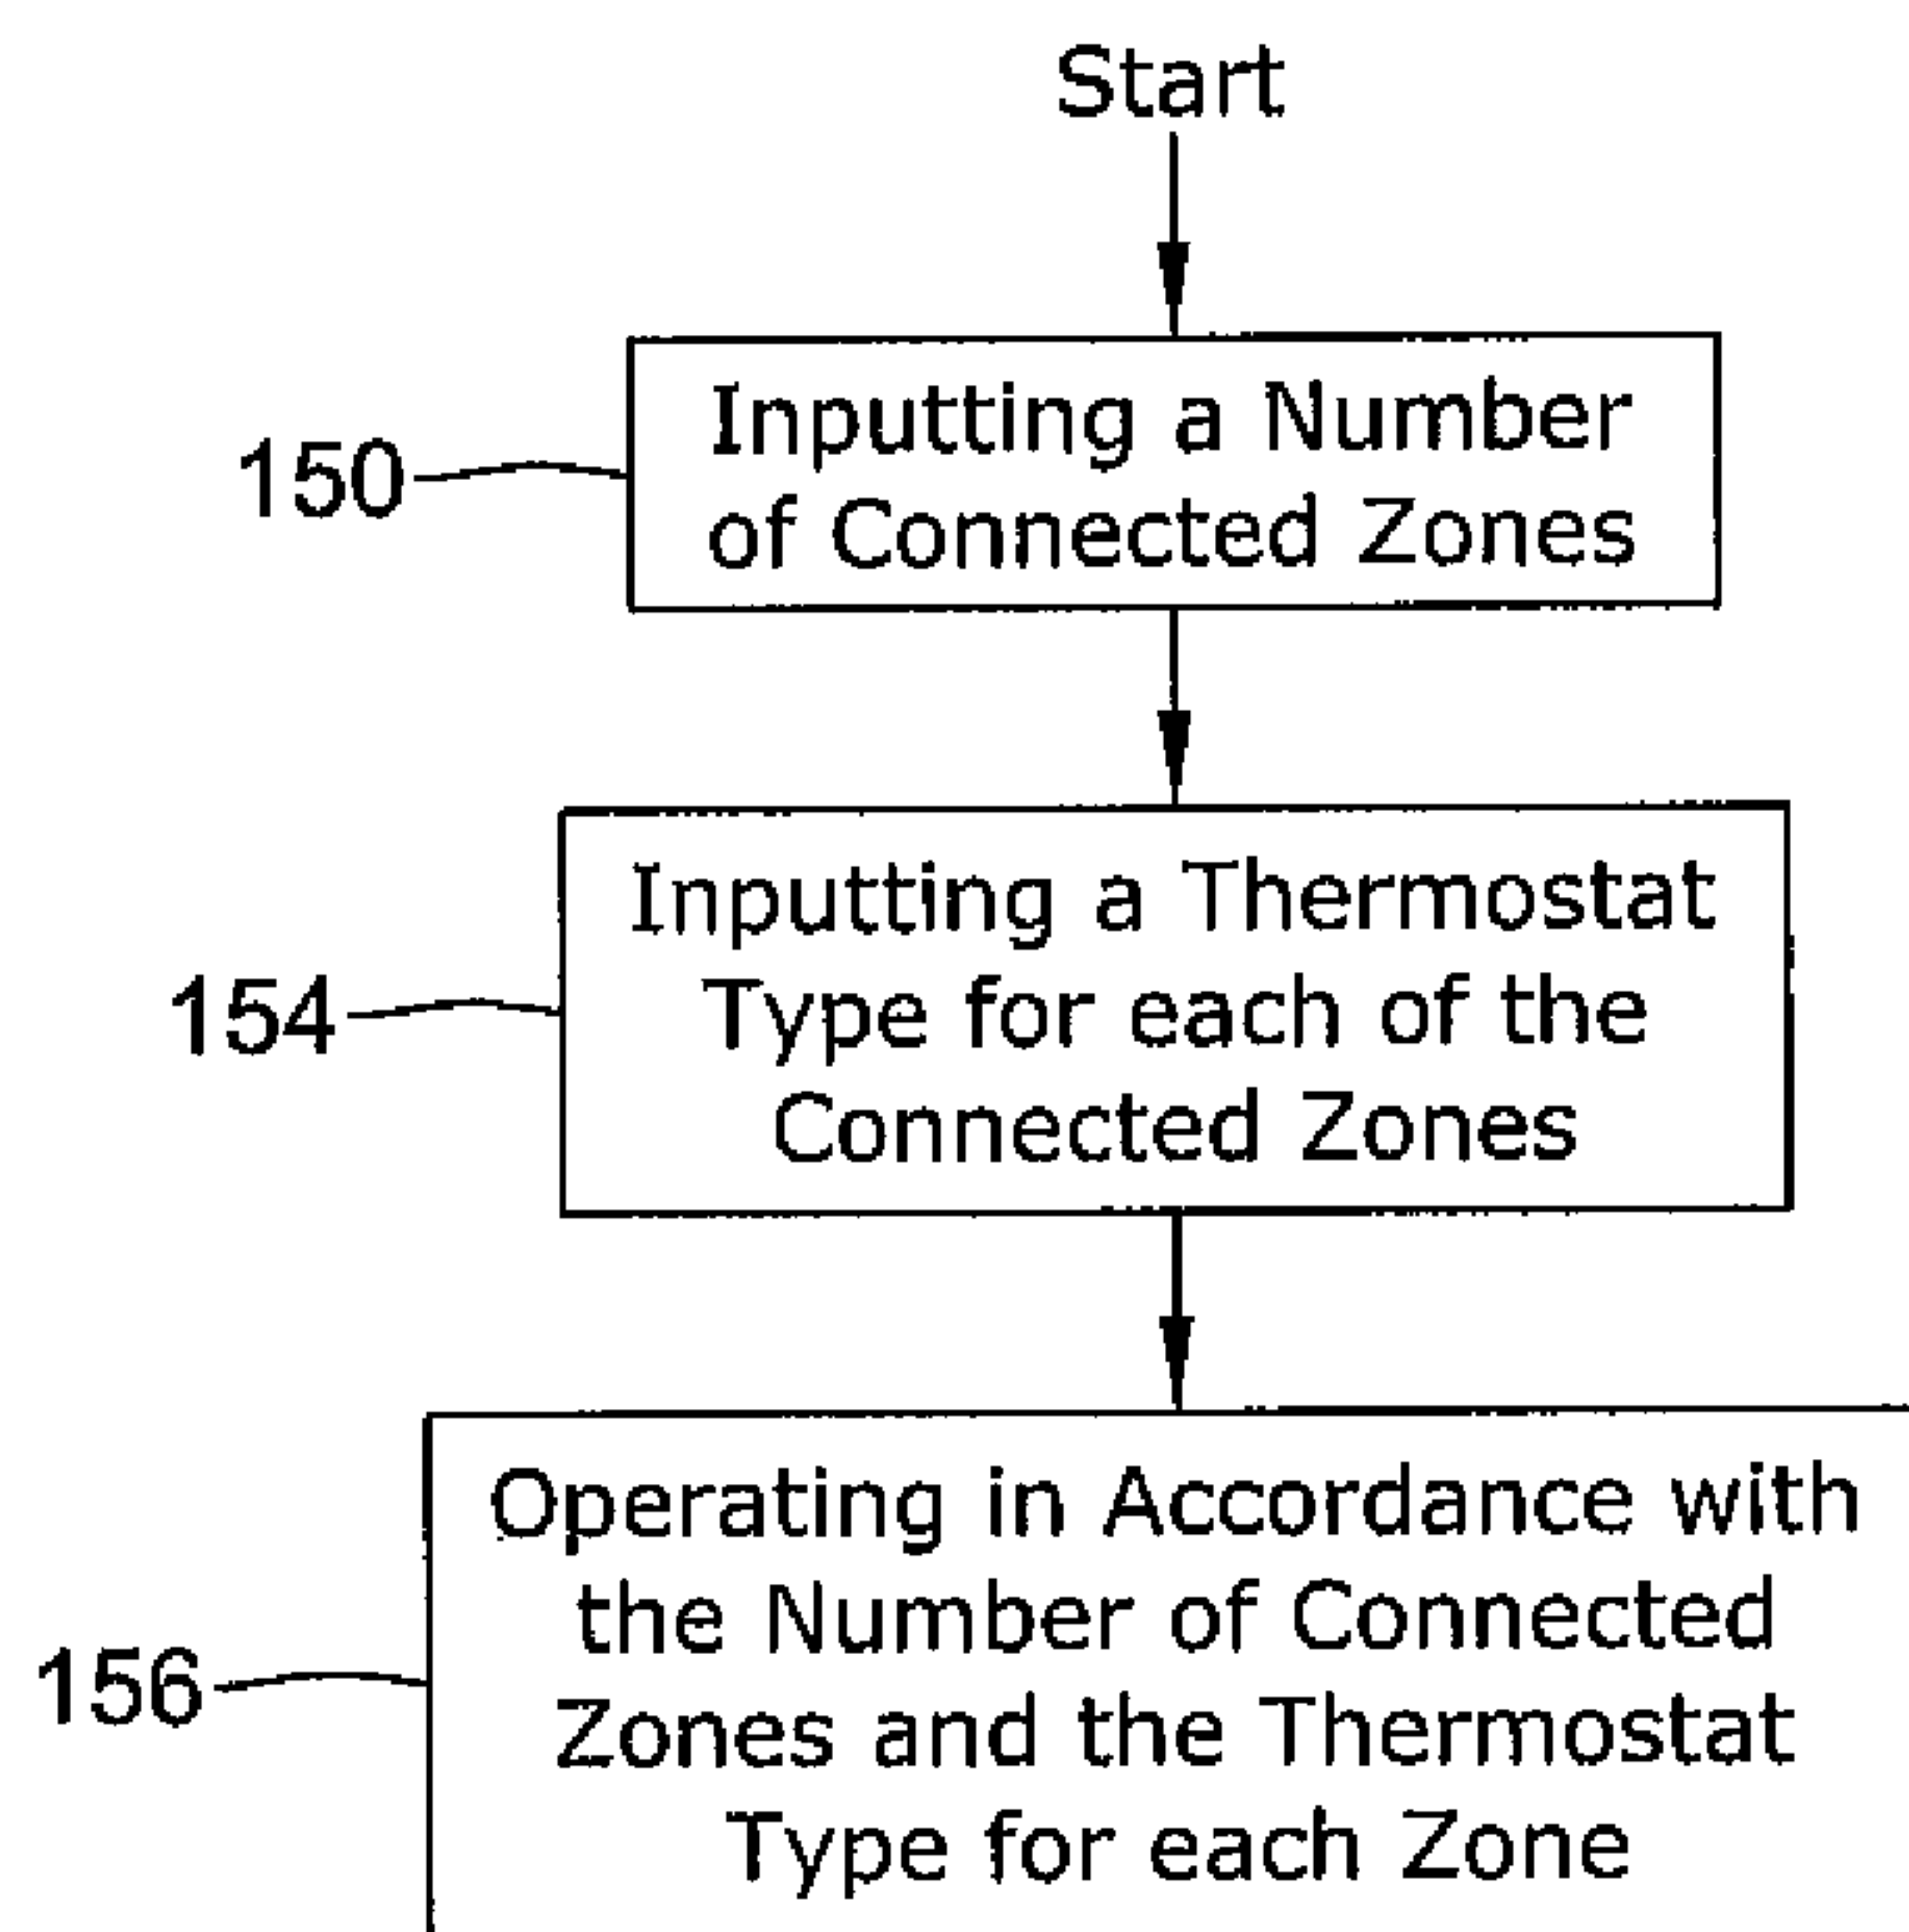 Start
150
Inputting a Number
of Connected Zones
154
Inputting a Thermostat
Type for each of the
Connected Zones
156
Operating in Accordance with
the Number of Connected
Zones and the Thermostat
Type for each Zone